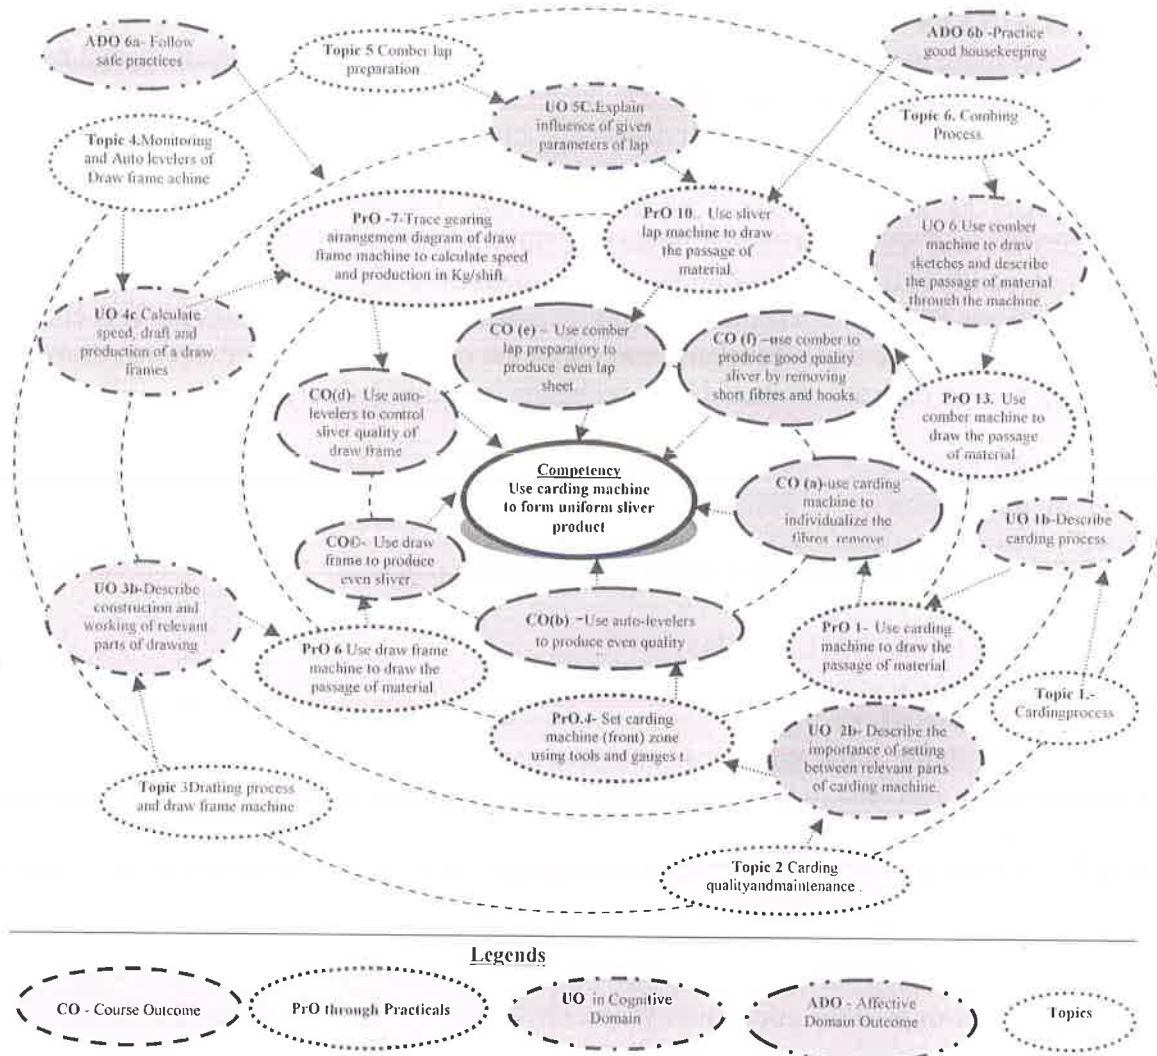 ADO 6a- Follow
safe practices
Topic 5 Comber lap
preparation
ADO 6b -Practice
good housekeeping
UO 5C.Explain
influence of given
parameters of lap
Topic 6. Combing
Process.
Topic 4.Monitoring
and Auto levelers of
Draw frame achine
PrO -7-Trace gearing
arrangement diagram of draw
frame machine to calculate speed
and production in Kg/shift.
PrO 10.. Use sliver
lap machine to draw
the passage of
material.
UO 6.Use comber
machine to draw
sketches and describe
the passage of material
through the machine.
UO 4c Calculate
speed, draft and
production of a draw
frames
CO (e) – Use comber
lap preparatory to
produce even lap
sheet.
CO (f) –use comber to
produce good quality
sliver by removing
short fibres and hooks.
CO(d)- Use auto-
levelers to control
sliver quality of
draw frame
PrO 13. Use
comber machine to
draw the passage
of material
Competency
Use carding machine
to form uniform sliver
product
CO (a)-use carding
machine to
individualize the
fibres remove
UO 1b-Describe
carding process.
CO©- Use draw
frame to produce
even sliver.
UO 3b-Describe
construction and
working of relevant
parts of drawing
CO(b) –Use auto-levelers
to produce even quality
PrO 1- Use carding
machine to draw the
passage of material.
PrO 6 Use draw frame
machine to draw the
passage of material.
Topic 1.-
Cardingprocess
PrO.4- Set carding
machine (front) zone
using tools and gauges t.
UO 2b- Describe the
importance of setting
between relevant parts
of carding machine.
Topic 3Drafting process
and draw frame machine
Topic 2 Carding
qualityandmaintenance .
Legends
CO - Course Outcome
PrO through Practicals
UO in Cognitive
Domain
ADO - Affective
Domain Outcome
Topics